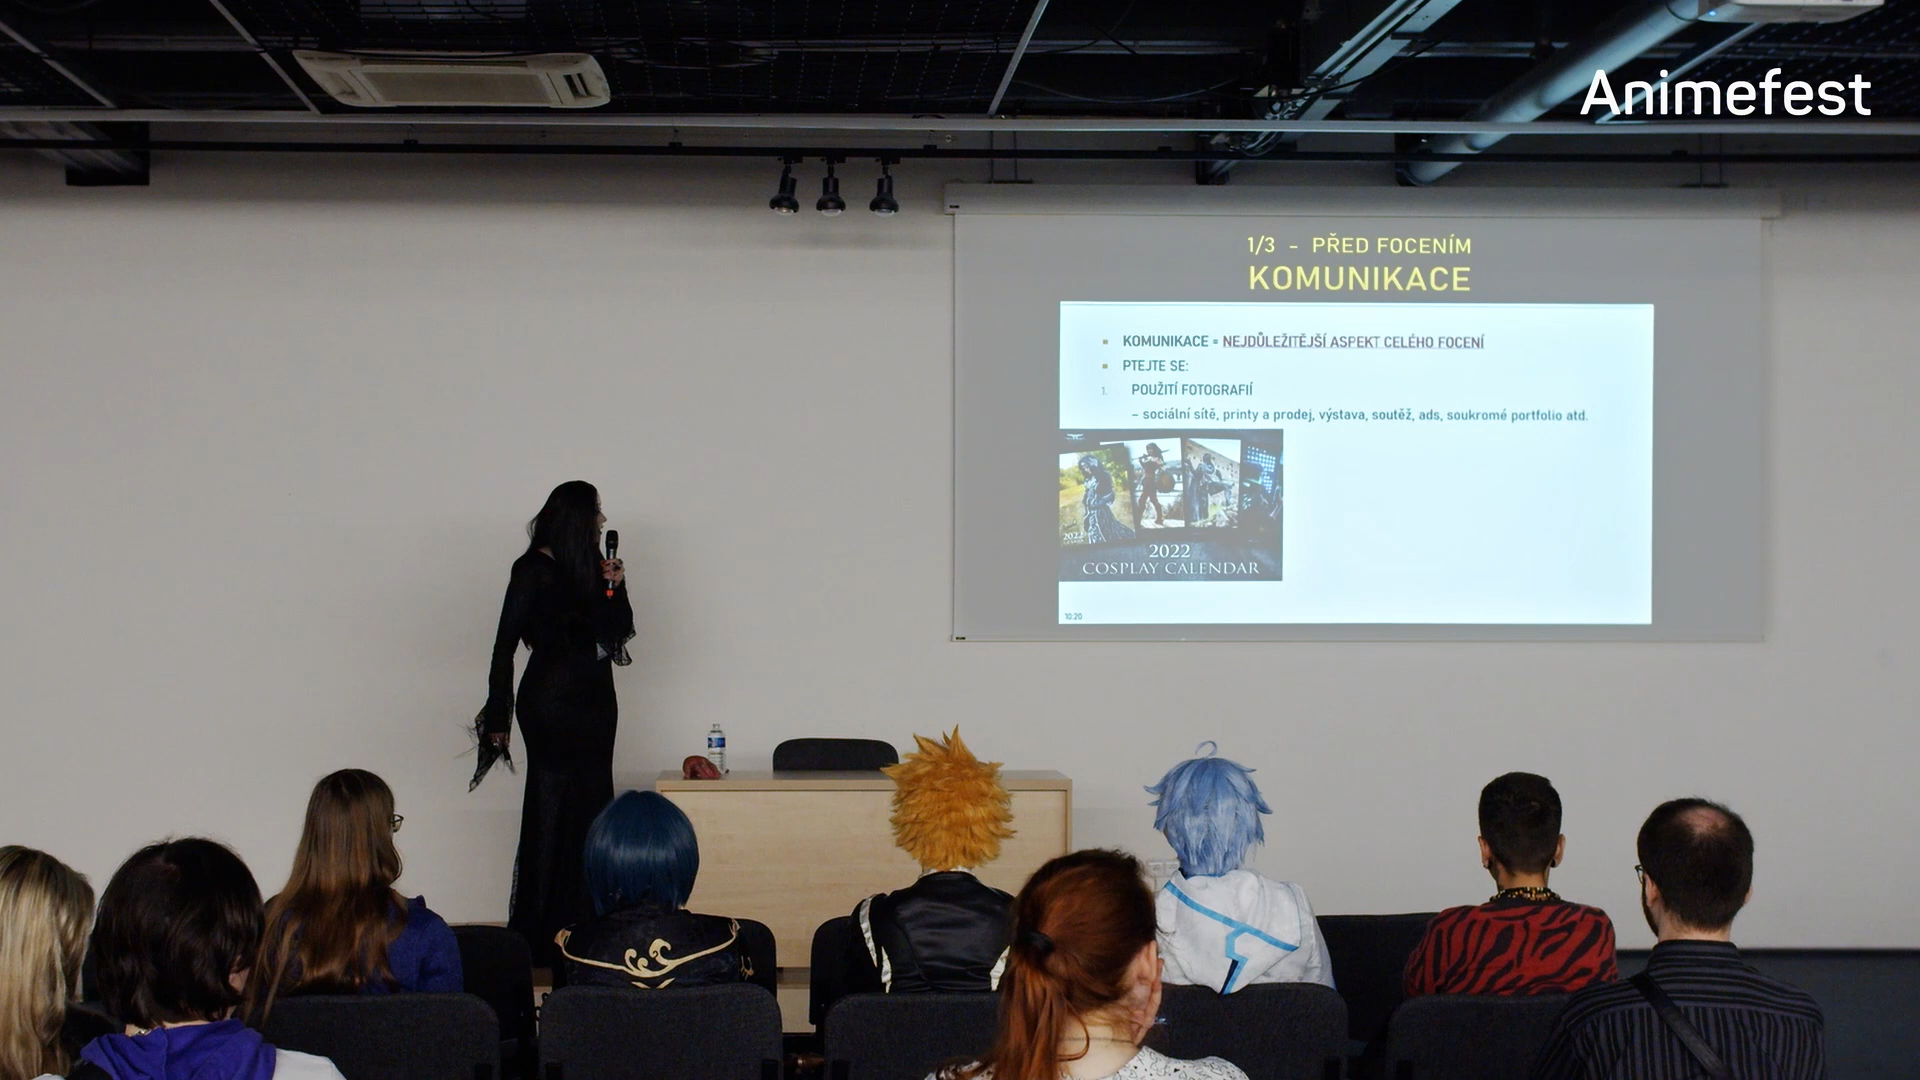 Animefest
1/3 - PŘED FOCENÍM
KOMUNIKACE
KOMUNIKACE = NEJDŮLEŽITĚJŠÍ ASPEKT CELÉHO FOCENÍ
PTEJTE SE:
1. POUŽITÍ FOTOGRAFIÍ
– sociální sítě, printy a prodej, výstava, soutěž, ads, soukromé portfolio atd.
2022
2022
COSPLAY CALENDAR
10:20